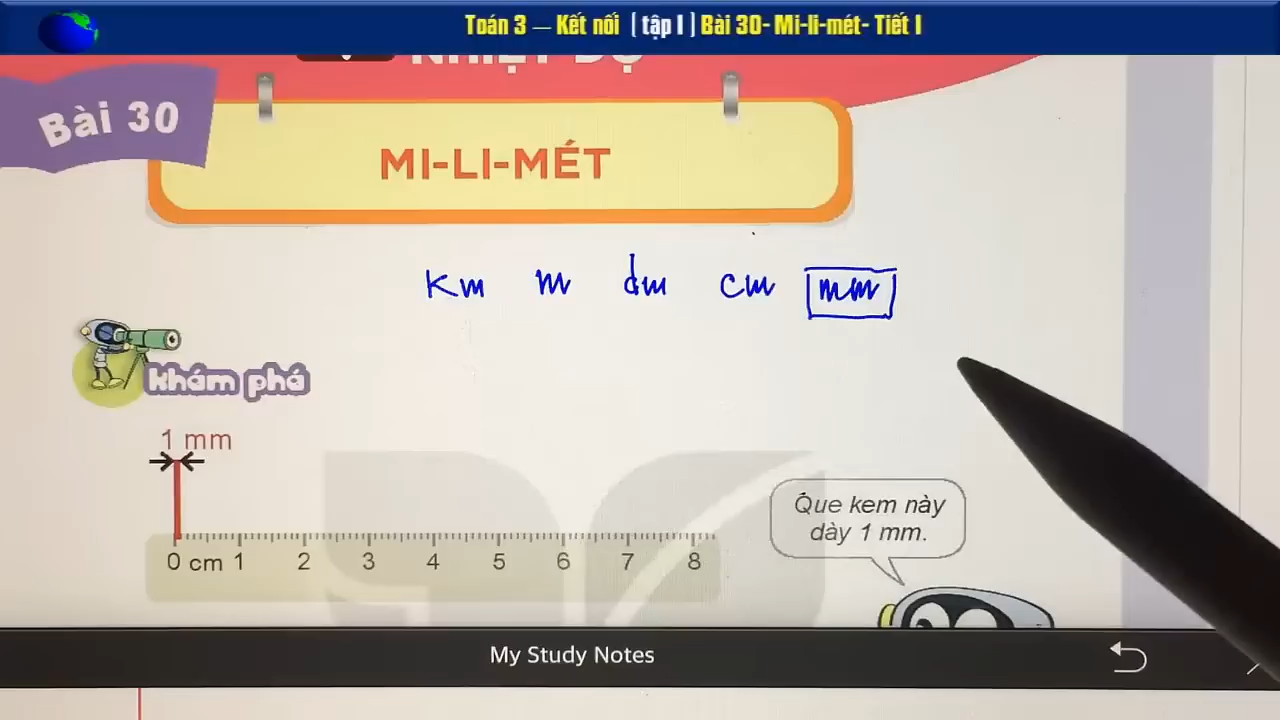 Toán 3 – Kết nối [ tập I ] Bài 30- Mi-li-mét- Tiết I
NHIỆT ĐỘ
Bài 30
MI-LI-MÉT
Km m dm cm mm
Khám phá
1 mm
Que kem này
dày 1 mm.
0 cm 1 2 3 4 5 6 7 8
My Study Notes